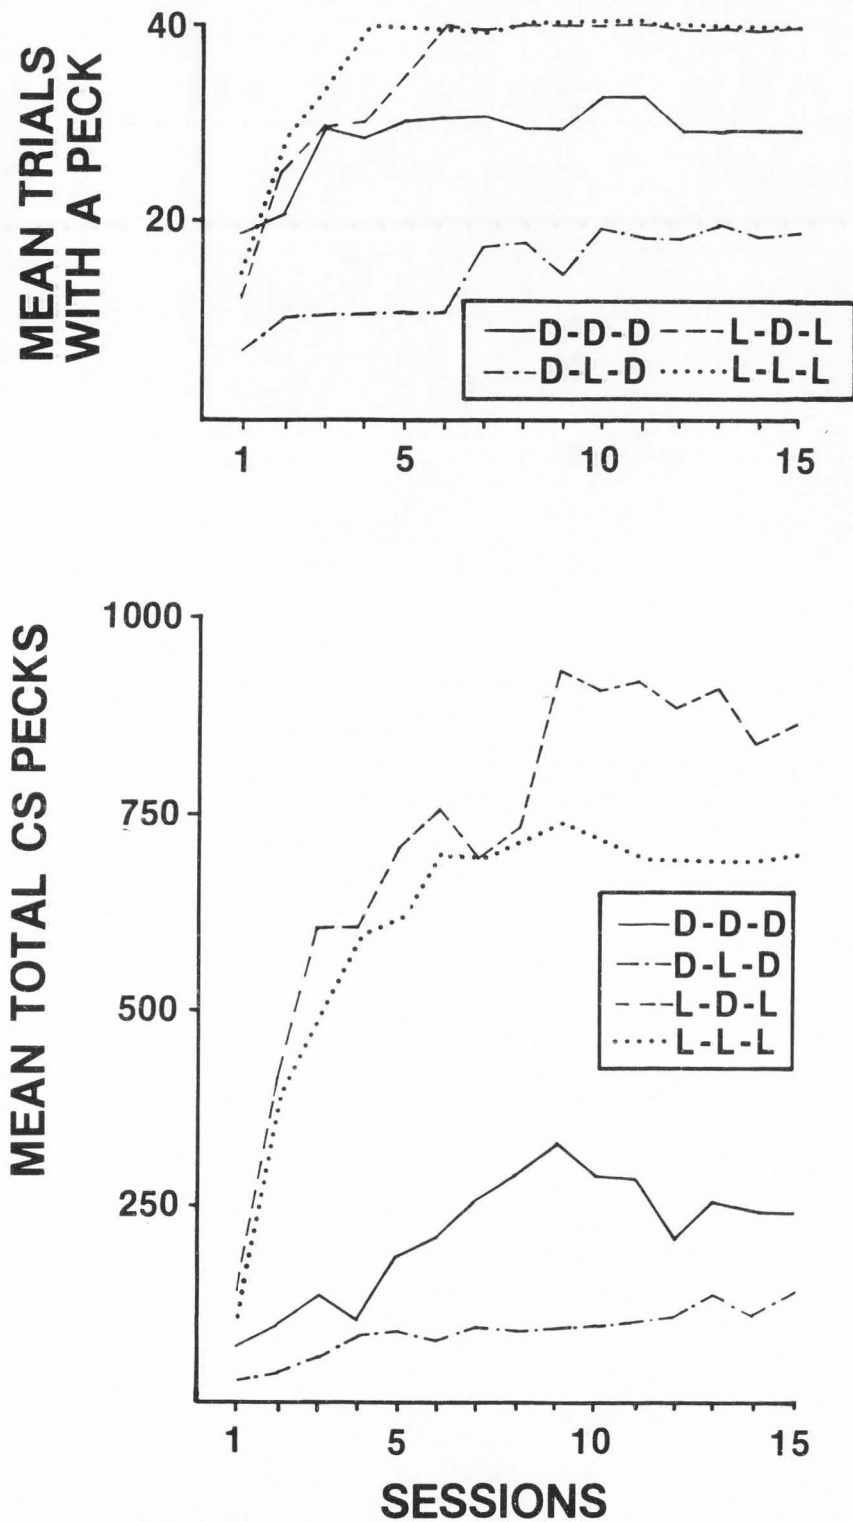 MEAN TRIALS
WITH A PECK
40
20
D-D-D L-D-L
D-L-D L-L-L
1 5 10 15
MEAN TOTAL CS PECKS
1000
750
500
250
D-D-D
D-L-D
L-D-L
L-L-L
1 5 10 15
SESSIONS